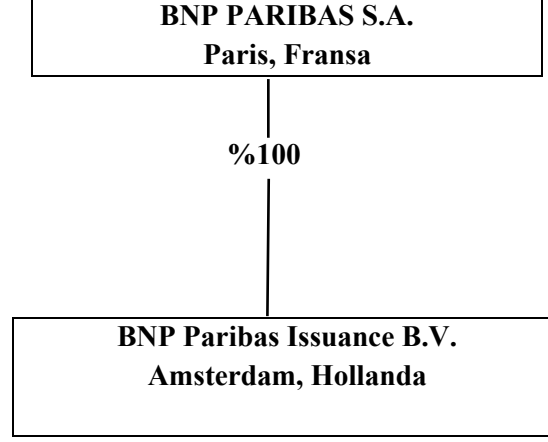 BNP PARIBAS S.A.
Paris, Fransa
%100
BNP Paribas Issuance B.V.
Amsterdam, Hollanda